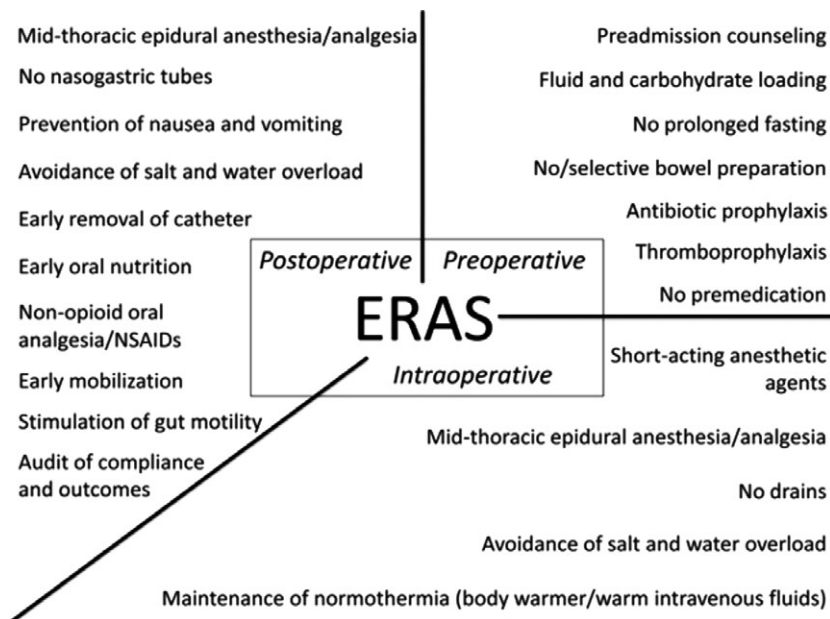 Mid-thoracic epidural anesthesia/analgesia
No nasogastric tubes
Prevention of nausea and vomiting
Avoidance of salt and water overload
Early removal of catheter
Early oral nutrition
Non-opioid oral
analgesia/NSAIDs
Early mobilization
Stimulation of gut motility
Audit of compliance
and outcomes
Preadmission counseling
Fluid and carbohydrate loading
No prolonged fasting
No/selective bowel preparation
Antibiotic prophylaxis
Thromboprophylaxis
No premedication
Postoperative
Preoperative
ERAS
Intraoperative
Short-acting anesthetic
agents
Mid-thoracic epidural anesthesia/analgesia
No drains
Avoidance of salt and water overload
Maintenance of normothermia (body warmer/warm intravenous fluids)